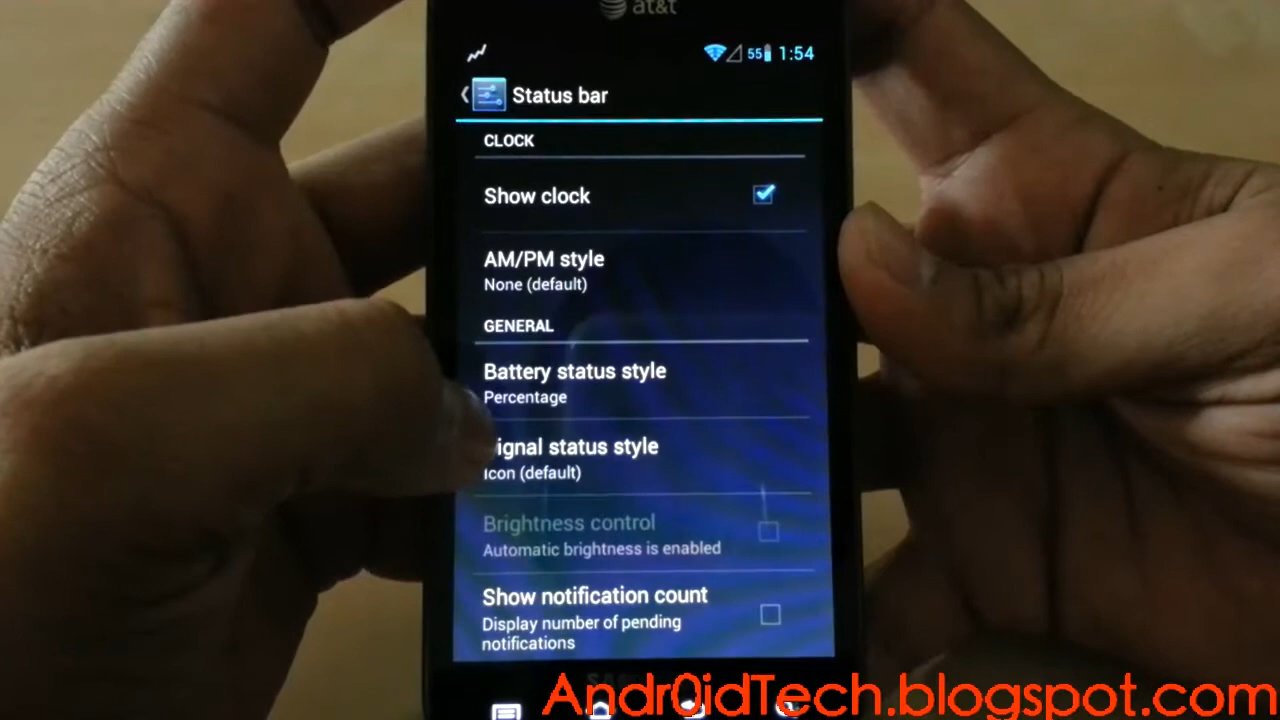 at&t
55 1:54
Status bar
CLOCK
Show clock
AM/PM style
None (default)
GENERAL
Battery status style
Percentage
ignal status style
Icon (default)
Brightness control
Automatic brightness is enabled
Show notification count
Display number of pending
notifications
Andr0idTech.blogspot.com